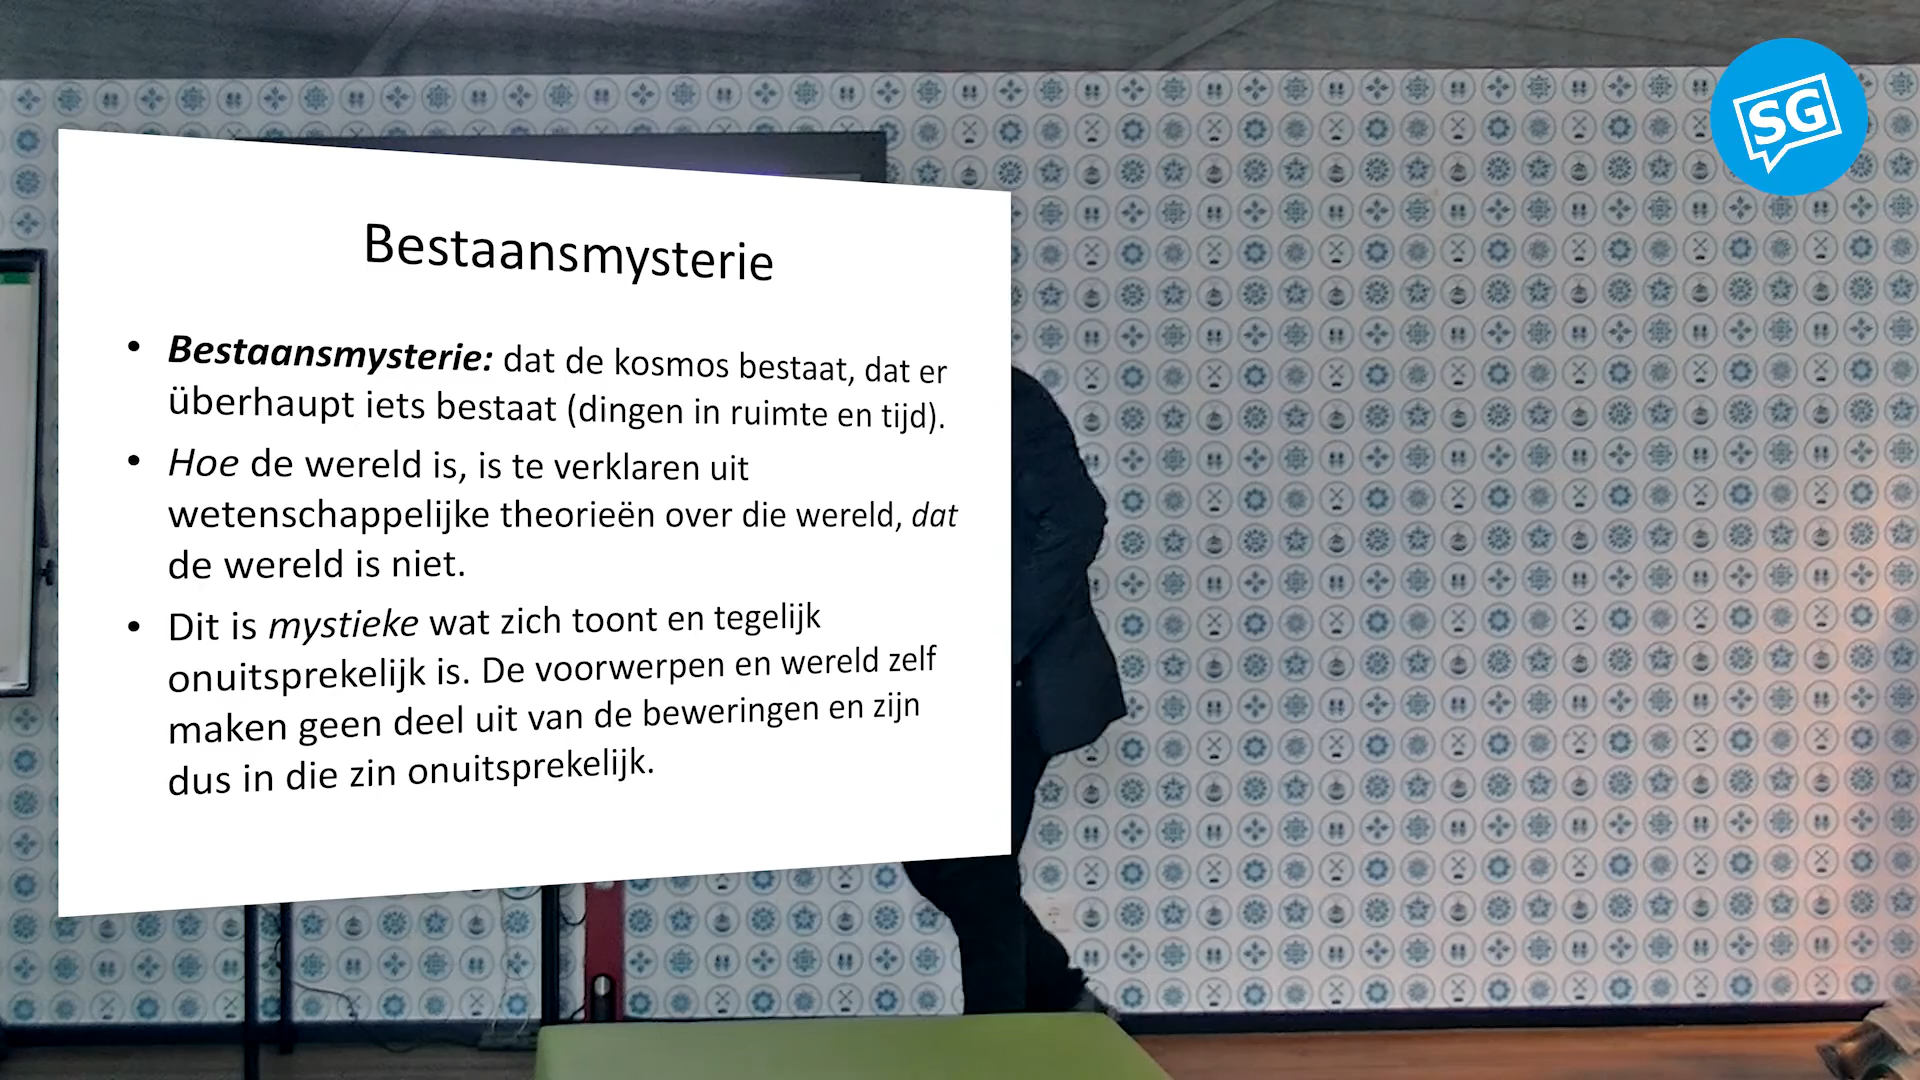 SG
Bestaansmysterie
• Bestaansmysterie: dat de kosmos bestaat, dat er
überhaupt iets bestaat (dingen in ruimte en tijd).
• Hoe de wereld is, is te verklaren uit
wetenschappelijke theorieën over die wereld, dat
de wereld is niet.
• Dit is mystieke wat zich toont en tegelijk
onuitsprekelijk is. De voorwerpen en wereld zelf
maken geen deel uit van de beweringen en zijn
dus in die zin onuitsprekelijk.